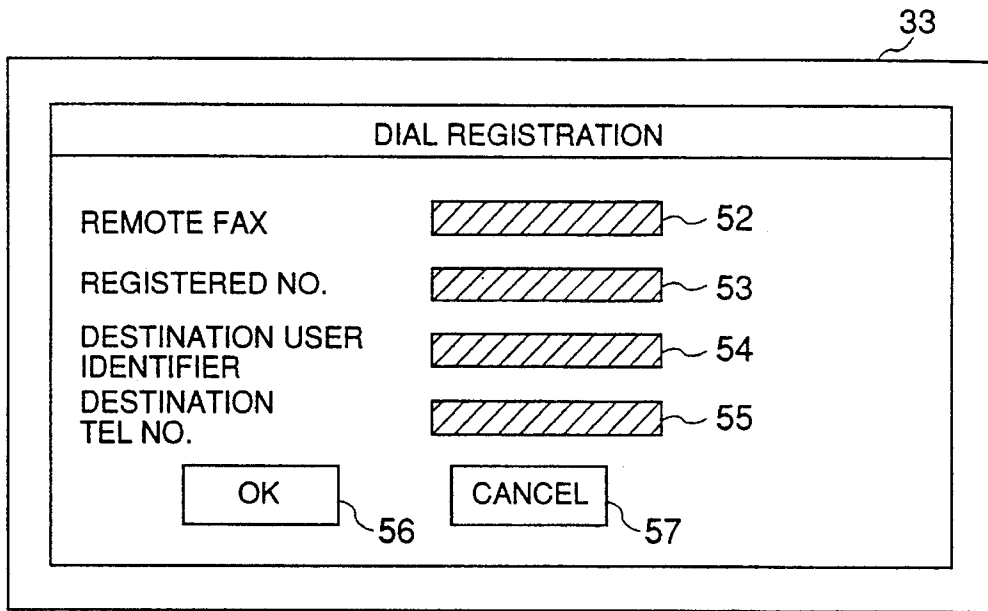 33
DIAL REGISTRATION
REMOTE FAX 52
REGISTERED NO. 53
DESTINATION USER 54
IDENTIFIER
DESTINATION 55
TEL NO.
OK 56 CANCEL 57